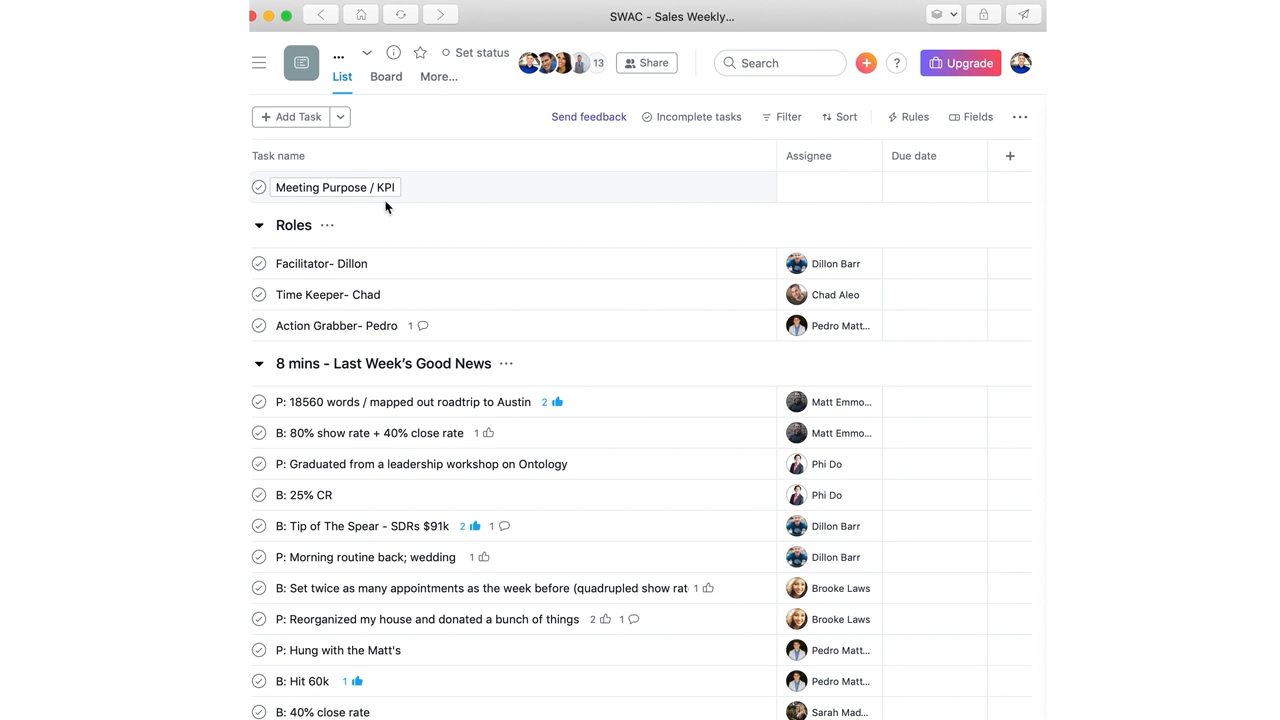 SWAC - Sales Weekly...
... Set status
13
Share
Search
?
Upgrade
List
Board
More...
+ Add Task
Send feedback
Incomplete tasks
Filter
Sort
Rules
Fields
Task name
Assignee
Due date
+
Meeting Purpose / KPI
Roles ...
Facilitator- Dillon
Dillon Barr
Time Keeper- Chad
Chad Aleo
Action Grabber- Pedro 1
Pedro Matt...
8 mins - Last Week's Good News ...
P: 18560 words / mapped out roadtrip to Austin 2
Matt Emmo...
B: 80% show rate + 40% close rate 1
Matt Emmo...
P: Graduated from a leadership workshop on Ontology
Phi Do
B: 25% CR
Phi Do
B: Tip of The Spear - SDRs $91k 2 1
Dillon Barr
P: Morning routine back; wedding 1
Dillon Barr
B: Set twice as many appointments as the week before (quadrupled show rat 1
Brooke Laws
P: Reorganized my house and donated a bunch of things 2 1
Brooke Laws
P: Hung with the Matt's
Pedro Matt...
B: Hit 60k 1
Pedro Matt...
B: 40% close rate
Sarah Mad...